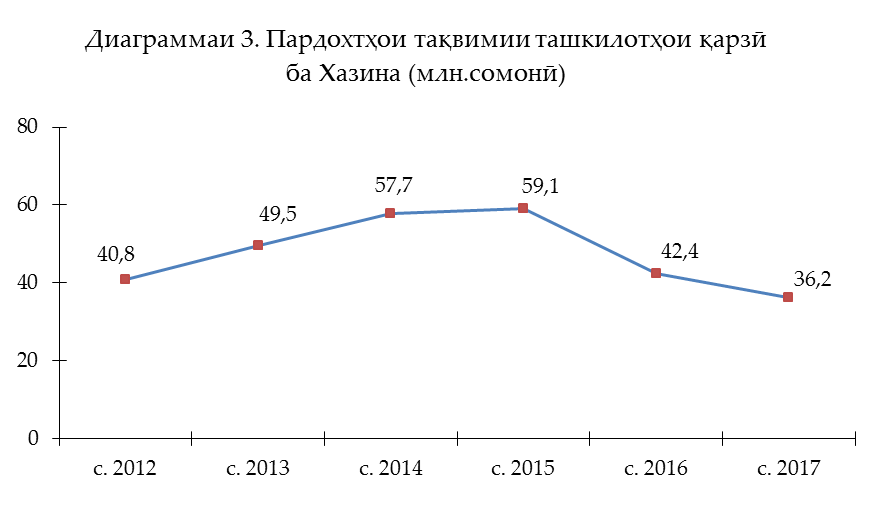 Диаграммаи 3. Пардохтҳои тақвимии ташкилотҳои қарзӣ
ба Хазина (млн.сомонӣ)
80
60
40
20
0
40,8
49,5
57,7
59,1
42,4
36,2
с. 2012
с. 2013
с. 2014
с. 2015
с. 2016
с. 2017